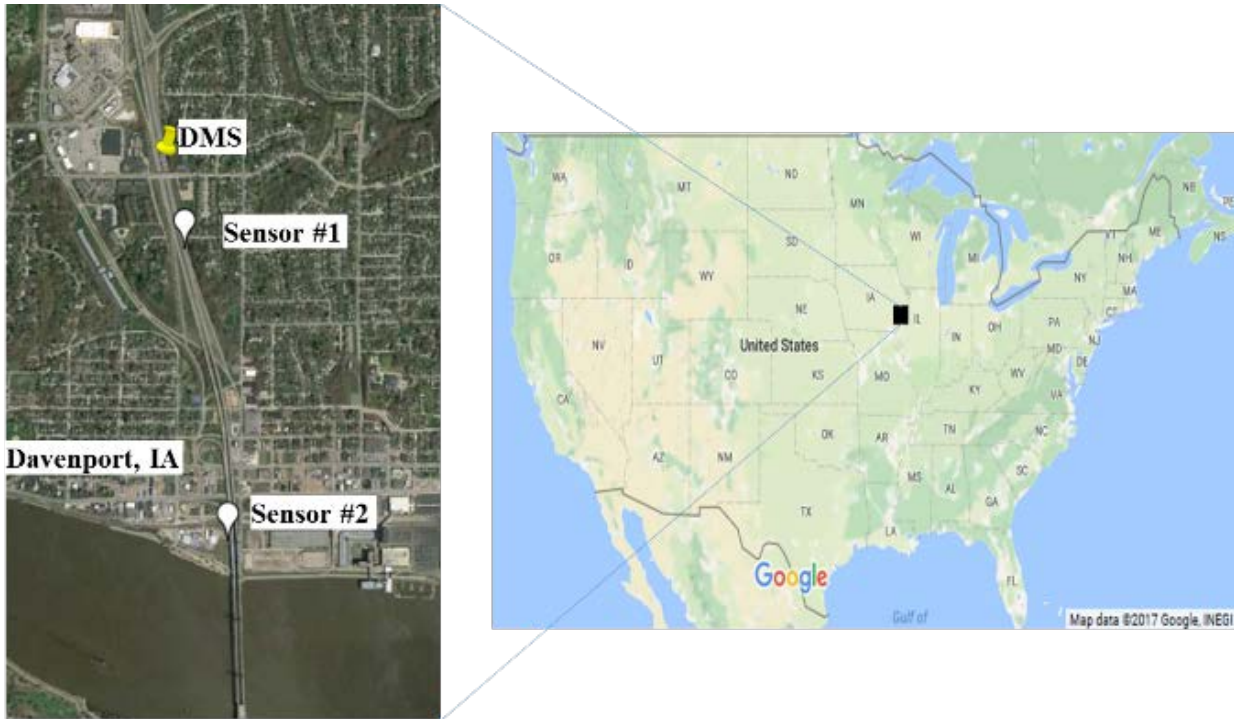 DMS
Sensor #1
Davenport, IA
Sensor #2
WA
MT
ND
MN
OR
ID
SD
WI
MI
WY
NE
IA
IL
IN
OH
PA
NY
VT
NH
MA
CT
NJ
DE
MD
NB
PE
NS
ME
NV
UT
CO
United States
KS
MO
KY
WV
VA
CA
AZ
NM
OK
AR
TN
NC
SC
MS
AL
GA
TX
LA
FL
Google
Gulf of
Map data ©2017 Google, INEGI